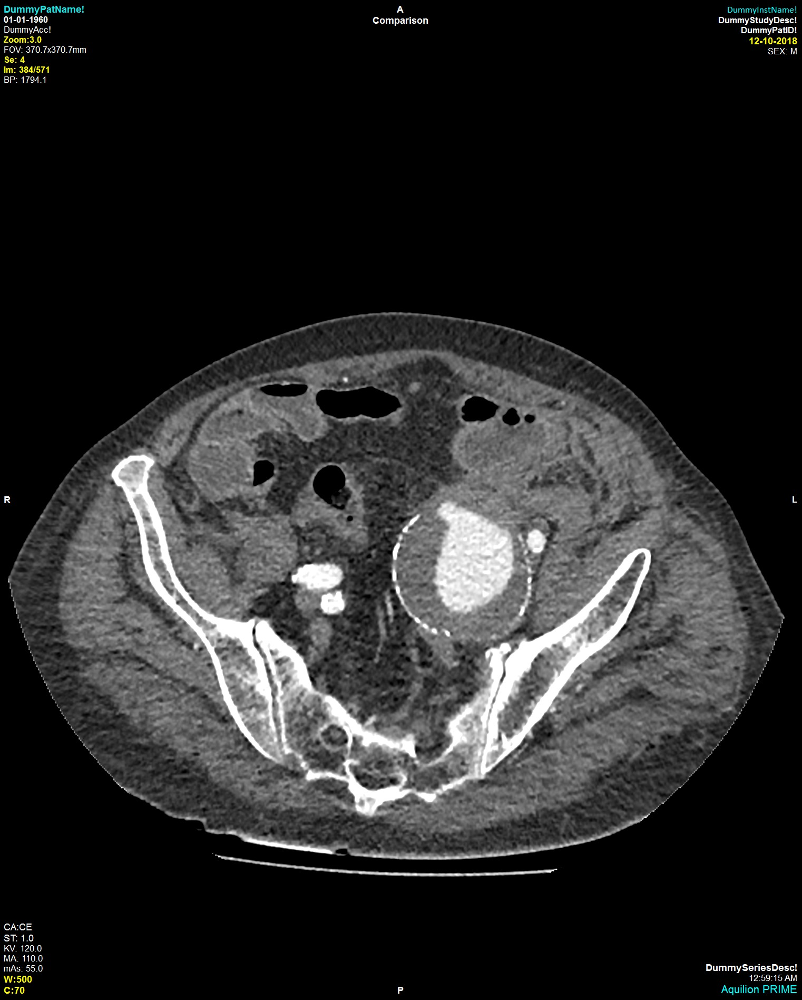 DummyPatName!
01-01-1960
DummyAcc!
Zoom:3.0
FOV: 370.7x370.7mm
Se: 4
Im: 384/571
BP: 1794.1
A
Comparison
DummyInstName!
DummyStudyDesc!
DummyPatID!
12-10-2018
SEX: M
R
L
CA:CE
ST: 1.0
KV: 120.0
MA: 110.0
mAs: 55.0
W:500
C:70
P
DummySeriesDesc!
12:59:15 AM
Aquilion PRIME